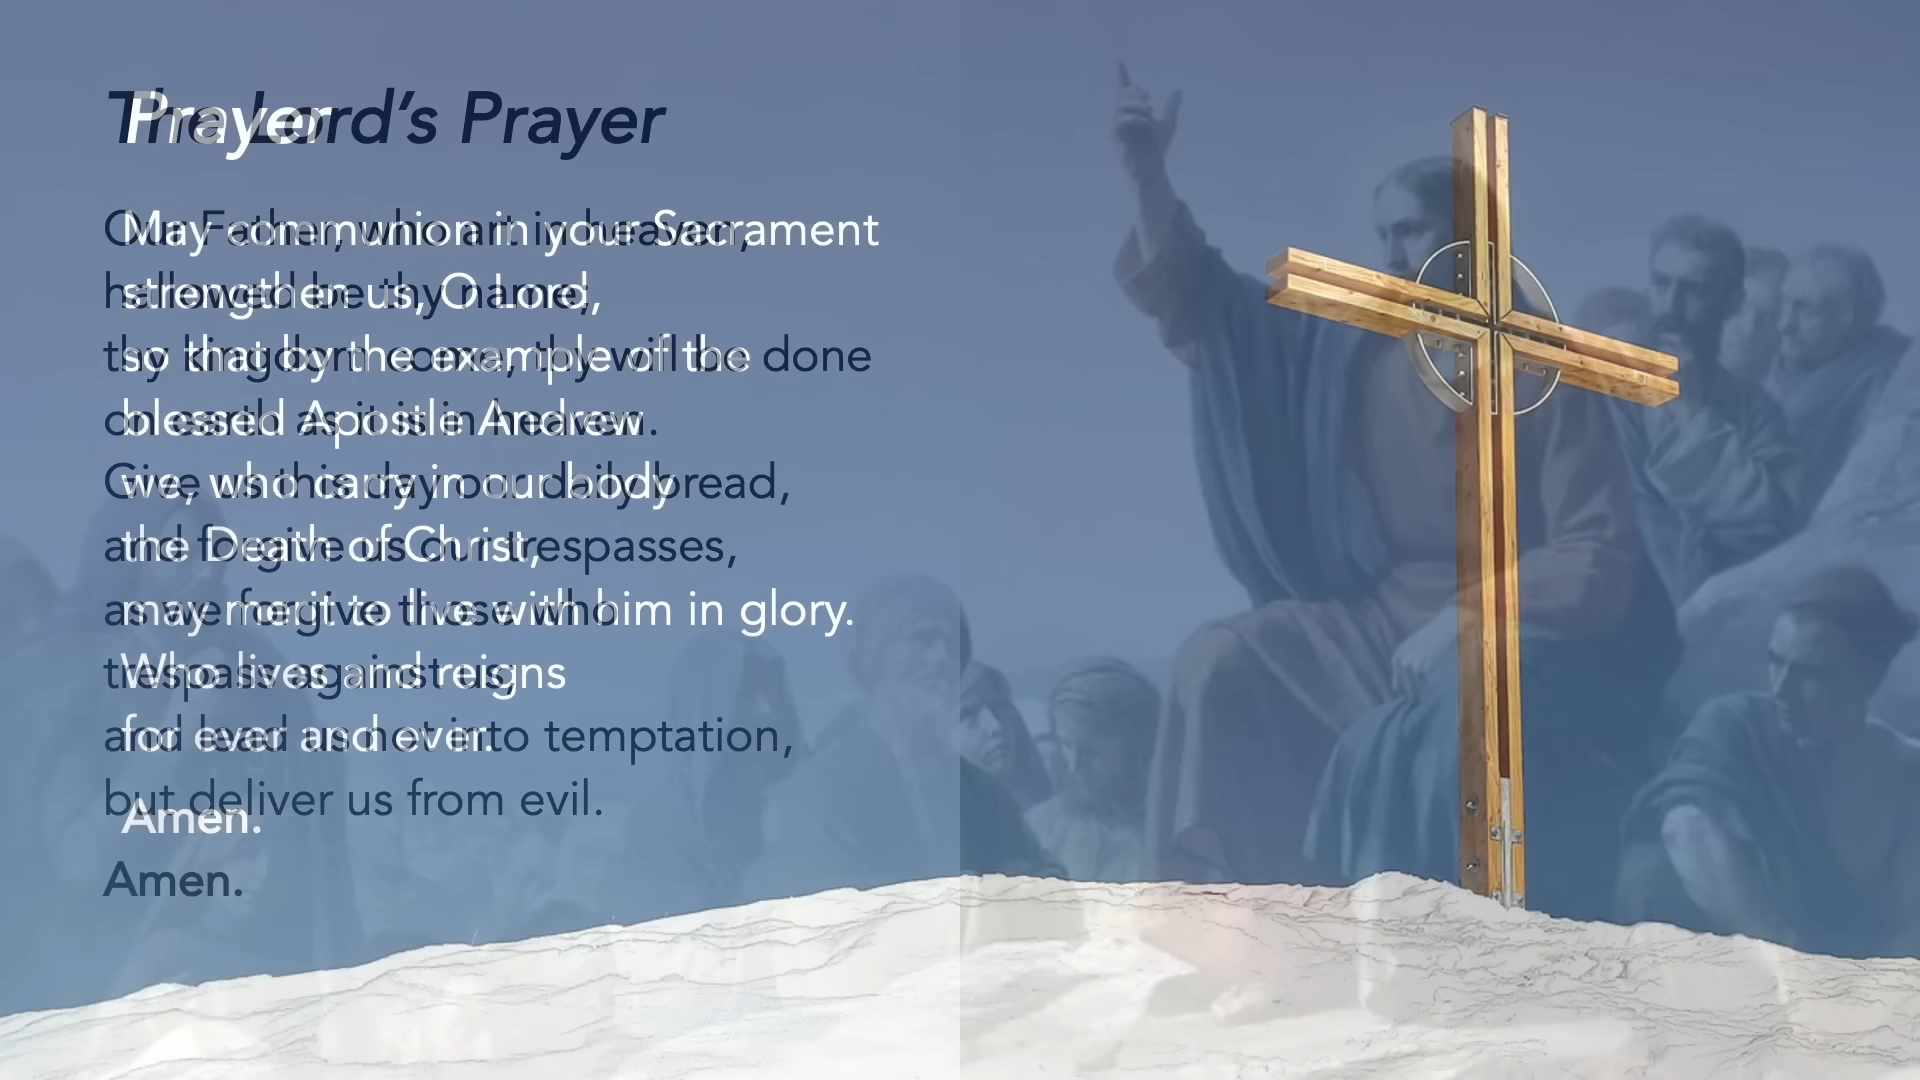 The Lord's Prayer
Our Father, who art in heaven,
hallowed be thy name;
thy kingdom come, thy will be done
on earth as it is in heaven.
Give us this day our daily bread,
and forgive us our trespasses,
as we forgive those who
trespass against us;
and lead us not into temptation,
but deliver us from evil.
Amen.
Prayer
May communion in your Sacrament
strengthen us, O Lord,
so that by the example of the
blessed Apostle Andrew
we, who carry in our body
the Death of Christ,
may merit to live with him in glory.
Who lives and reigns
for ever and ever.
Amen.